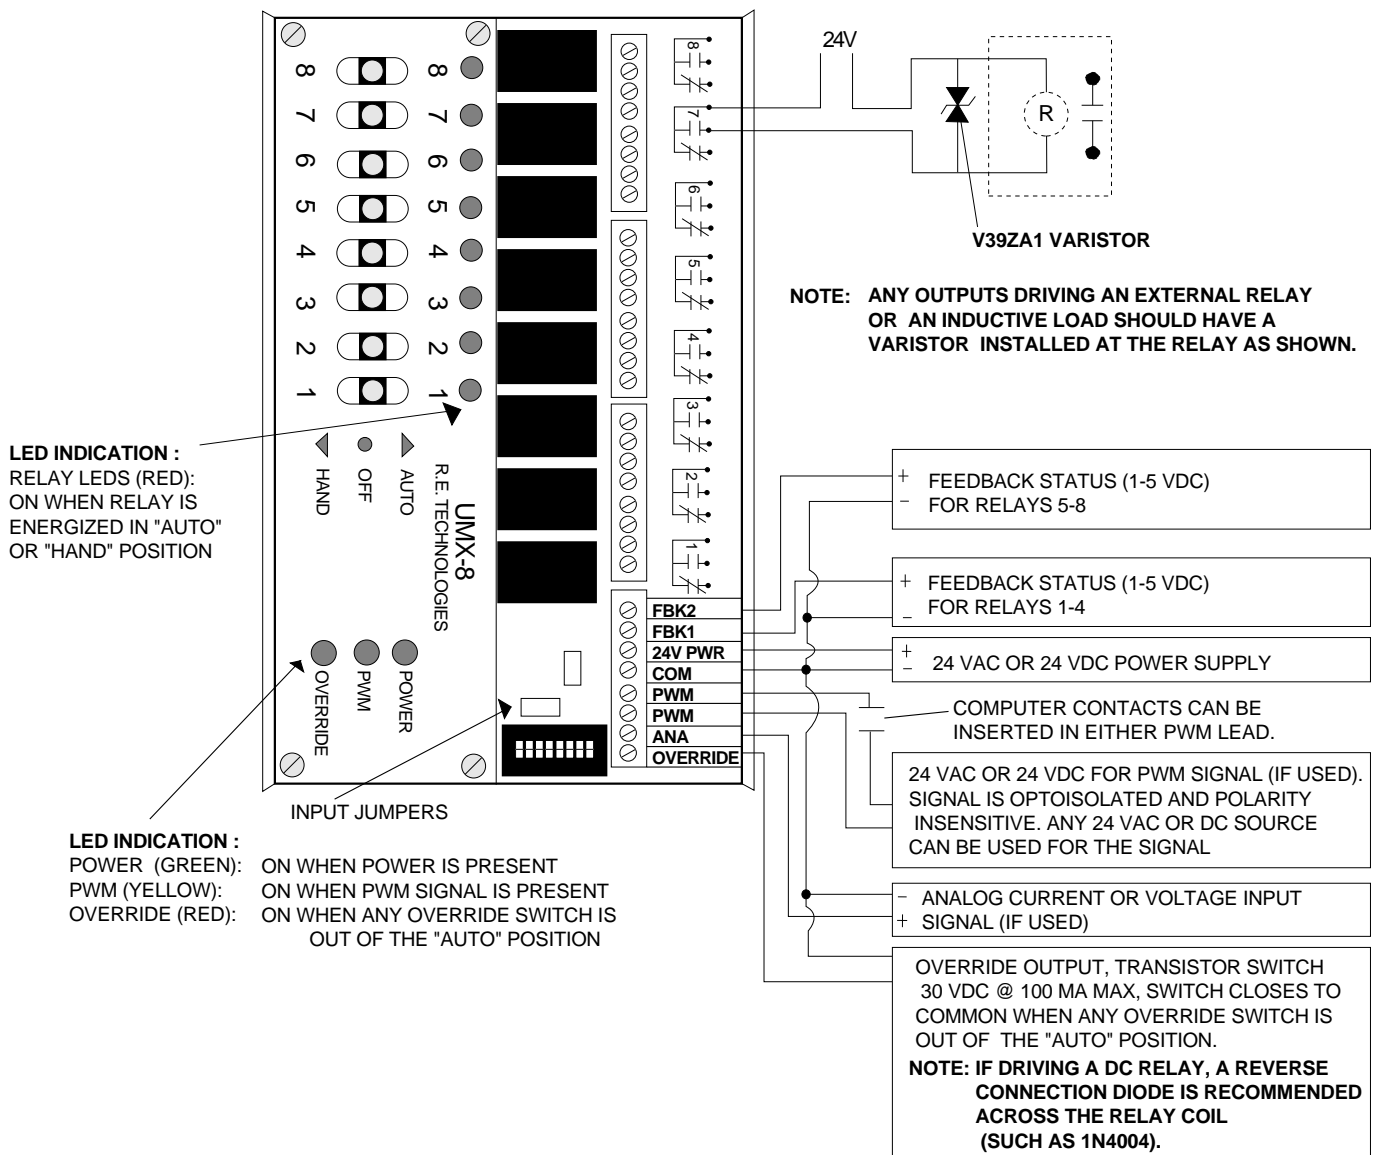 24V
R
V39ZA1 VARISTOR
NOTE: ANY OUTPUTS DRIVING AN EXTERNAL RELAY
OR AN INDUCTIVE LOAD SHOULD HAVE A
VARISTOR INSTALLED AT THE RELAY AS SHOWN.
8 8 8
7 7 7
6 6 6
5 5 5
4 4 4
3 3 3
2 2 2
1 1 1
HAND
OFF
AUTO
R.E. TECHNOLOGIES
UMX-8
LED INDICATION :
RELAY LEDS (RED):
ON WHEN RELAY IS
ENERGIZED IN "AUTO"
OR "HAND" POSITION
OVERRIDE
PWM
POWER
FBK2
FBK1
24V PWR
COM
PWM
PWM
ANA
OVERRIDE
INPUT JUMPERS
LED INDICATION :
POWER (GREEN): ON WHEN POWER IS PRESENT
PWM (YELLOW): ON WHEN PWM SIGNAL IS PRESENT
OVERRIDE (RED): ON WHEN ANY OVERRIDE SWITCH IS
OUT OF THE "AUTO" POSITION
+ FEEDBACK STATUS (1-5 VDC)
- FOR RELAYS 5-8
+ FEEDBACK STATUS (1-5 VDC)
FOR RELAYS 1-4
-
+
- 24 VAC OR 24 VDC POWER SUPPLY
COMPUTER CONTACTS CAN BE
INSERTED IN EITHER PWM LEAD.
24 VAC OR 24 VDC FOR PWM SIGNAL (IF USED).
SIGNAL IS OPTOISOLATED AND POLARITY
INSENSITIVE. ANY 24 VAC OR DC SOURCE
CAN BE USED FOR THE SIGNAL
- ANALOG CURRENT OR VOLTAGE INPUT
+ SIGNAL (IF USED)
OVERRIDE OUTPUT, TRANSISTOR SWITCH
30 VDC @ 100 MA MAX, SWITCH CLOSES TO
COMMON WHEN ANY OVERRIDE SWITCH IS
OUT OF THE "AUTO" POSITION.
NOTE: IF DRIVING A DC RELAY, A REVERSE
CONNECTION DIODE IS RECOMMENDED
ACROSS THE RELAY COIL
(SUCH AS 1N4004).